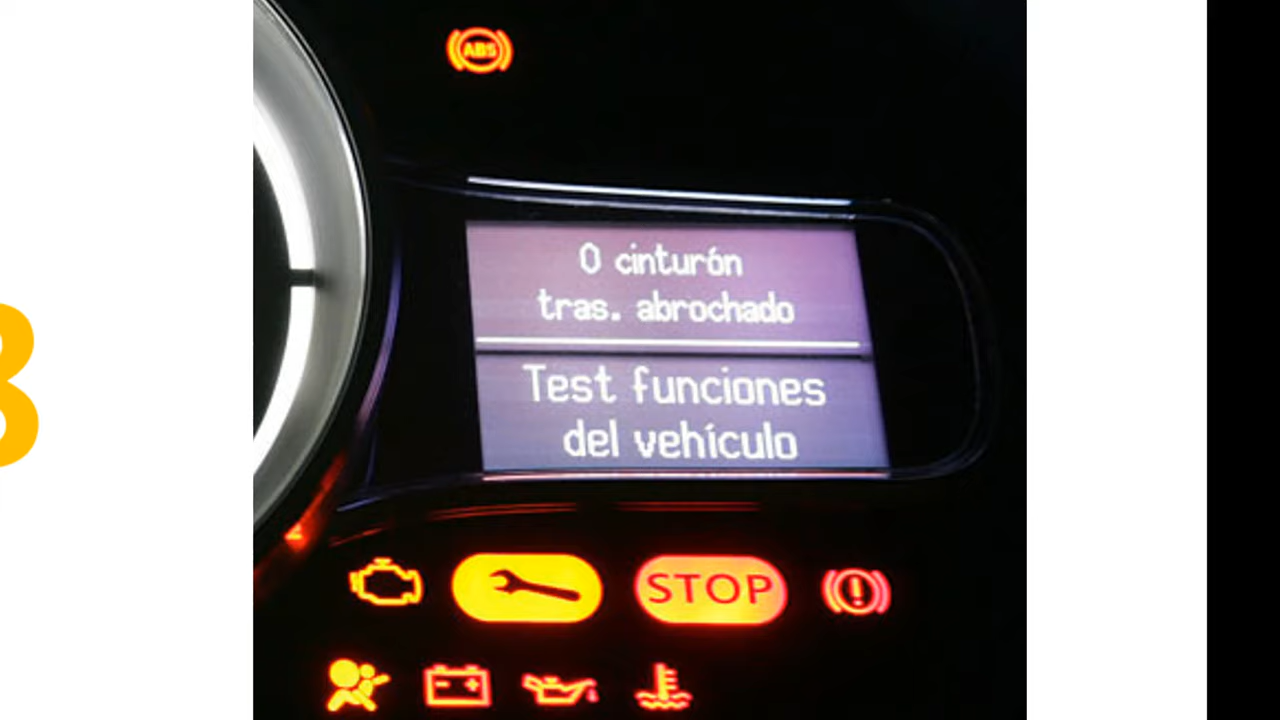 ABS
0 cinturón
tras. abrochado
Test funciones
del vehículo
STOP